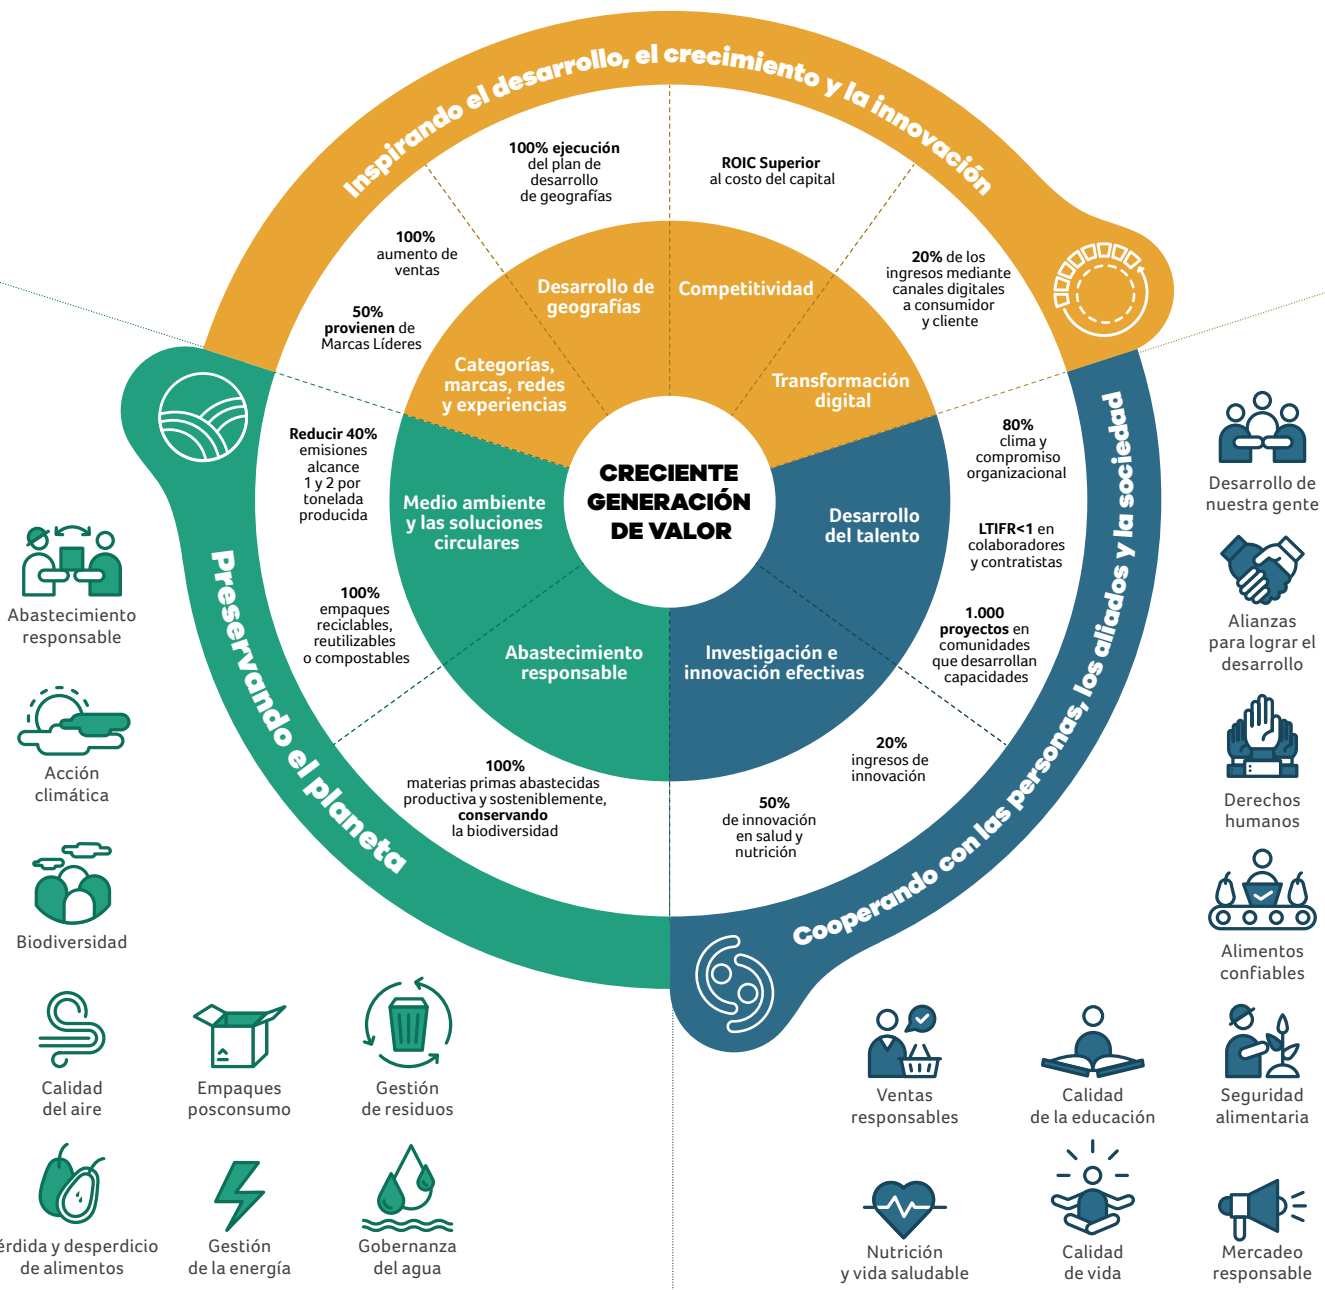 Inspirando el desarrollo, el crecimiento y la innovación
100% ejecución
del plan de
desarrollo
de geografías
ROIC Superior
al costo del capital
100%
aumento de
ventas
50%
provienen de
Marcas Líderes
20% de los
ingresos mediante
canales digitales
a consumidor
y cliente
Desarrollo de
geografías
Competitividad
Categorías,
marcas, redes
y experiencias
Transformación
digital
CRECIENTE
GENERACIÓN
DE VALOR
Medio ambiente
y las soluciones
circulares
Abastecimiento
responsable
Desarrollo
del talento
Investigación e
innovación efectivas
Reducir 40%
emisiones
alcance
1 y 2 por
tonelada
producida
100%
empaques
reciclables,
reutilizables
o compostables
100%
materias primas abastecidas
productiva y sosteniblemente,
conservando
la biodiversidad
80%
clima y
compromiso
organizacional
LTIFR<1 en
colaboradores
y contratistas
1.000
proyectos en
comunidades
que desarrollan
capacidades
20%
ingresos de
innovación
50%
de innovación
en salud y
nutrición
Preservando el planeta
Cooperando con las personas, los aliados y la sociedad
Abastecimiento
responsable
Acción
climática
Biodiversidad
Calidad
del aire
Empaques
posconsumo
Gestión
de residuos
érdida y desperdicio
de alimentos
Gestión
de la energía
Gobernanza
del agua
Desarrollo de
nuestra gente
Alianzas
para lograr el
desarrollo
Derechos
humanos
Alimentos
confiables
Ventas
responsables
Calidad
de la educación
Seguridad
alimentaria
Nutrición
y vida saludable
Calidad
de vida
Mercadeo
responsable